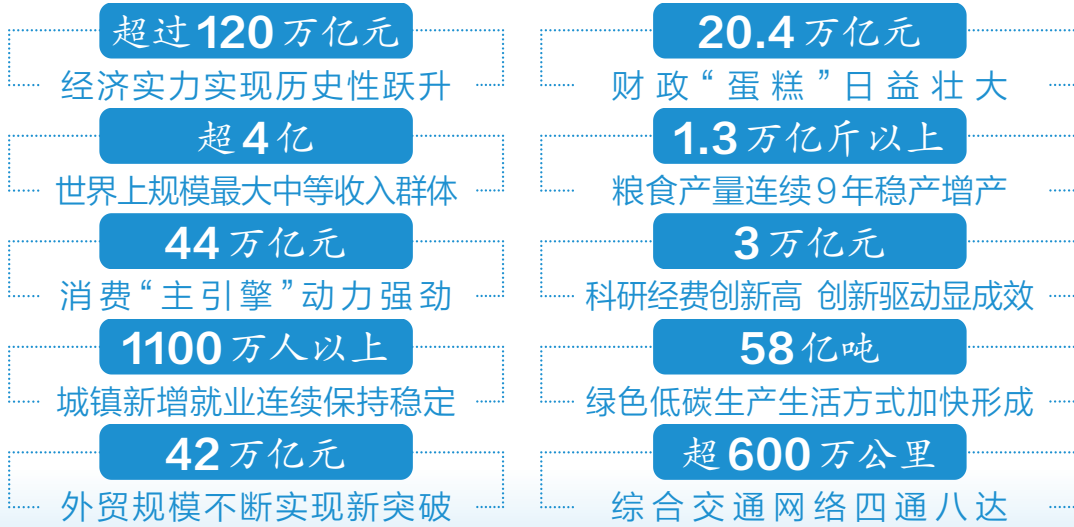 超过120万亿元
经济实力实现历史性跃升
20.4万亿元
财政“蛋糕”日益壮大
超4亿
世界上规模最大中等收入群体
1.3万亿斤以上
粮食产量连续9年稳产增产
44万亿元
消费“主引擎”动力强劲
3万亿元
科研经费创新高 创新驱动显成效
1100万人以上
城镇新增就业连续保持稳定
58亿吨
绿色低碳生产生活方式加快形成
42万亿元
外贸规模不断实现新突破
超600万公里
综合交通网络四通八达